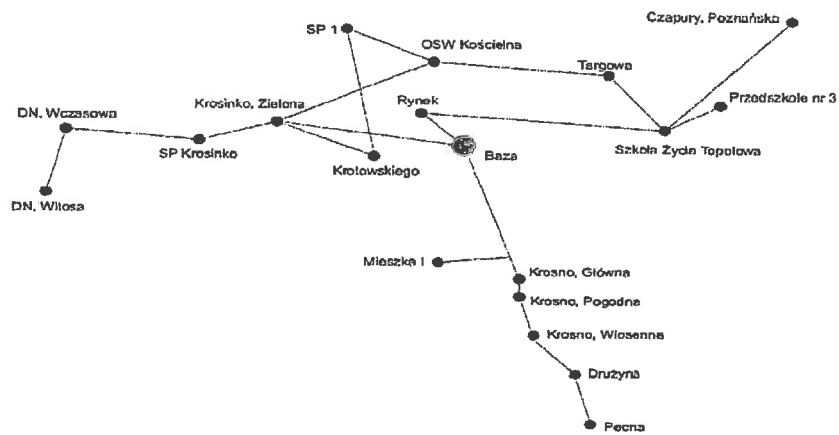 Czapury, Poznańska
SP 1
OSW Kościelna
Targowa
Rynek
Przedszkole nr 3
Krosinko, Zielona
DN, Wczasowa
SP Krosinko
Baza
Szkoła Życia Topolowa
Krotowskiego
DN, Witosa
Mieszka I
Krosno, Główna
Krosno, Pogodna
Krosno, Wiosenna
Drużyna
Pecna